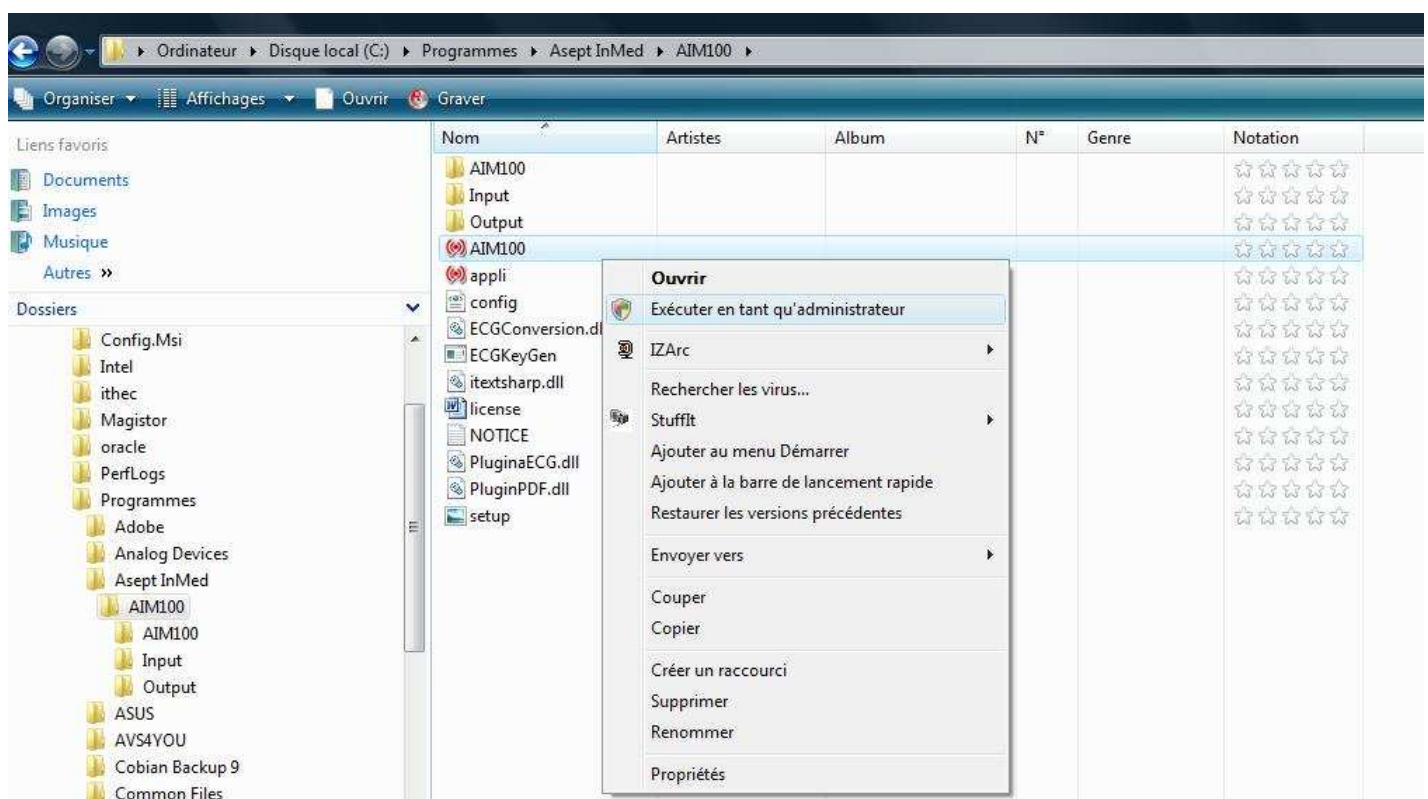 Ordinateur Disque local (C:) Programmes Asept InMed AIM100
Organiser Affichages Ouvrir Graver
Liens favoris
Documents
Images
Musique
Autres »
Dossiers
Config.Msi
Intel
ithec
Magistor
oracle
PerfLogs
Programmes
Adobe
Analog Devices
Asept InMed
AIM100
AIM100
Input
Output
ASUS
AVS4YOU
Cobian Backup 9
Common Files
Nom Artistes Album N° Genre Notation
AIM100
Input
Output
AIM100
appli
config
ECGConversion.dl
ECGKeyGen
itextsharp.dll
license
NOTICE
PluginaECG.dll
PluginPDF.dll
setup
Ouvrir
Exécuter en tant qu'administrateur
IZArc
Rechercher les virus...
StuffIt
Ajouter au menu Démarrer
Ajouter à la barre de lancement rapide
Restaurer les versions précédentes
Envoyer vers
Couper
Copier
Créer un raccourci
Supprimer
Renommer
Propriétés